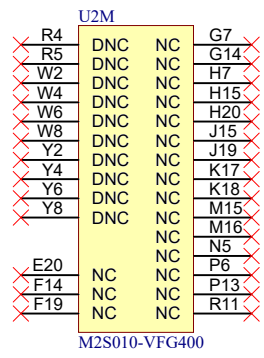 U2M
R4 DNC NC G7
R5 DNC NC G14
W2 DNC NC H7
W4 DNC NC H15
W6 DNC NC H20
W8 DNC NC J15
Y2 DNC NC J19
Y4 DNC NC K17
Y6 DNC NC K18
Y8 DNC NC M15
NC M16
NC N5
E20 NC NC P6
F14 NC NC P13
F19 NC NC R11
M2S010-VFG400